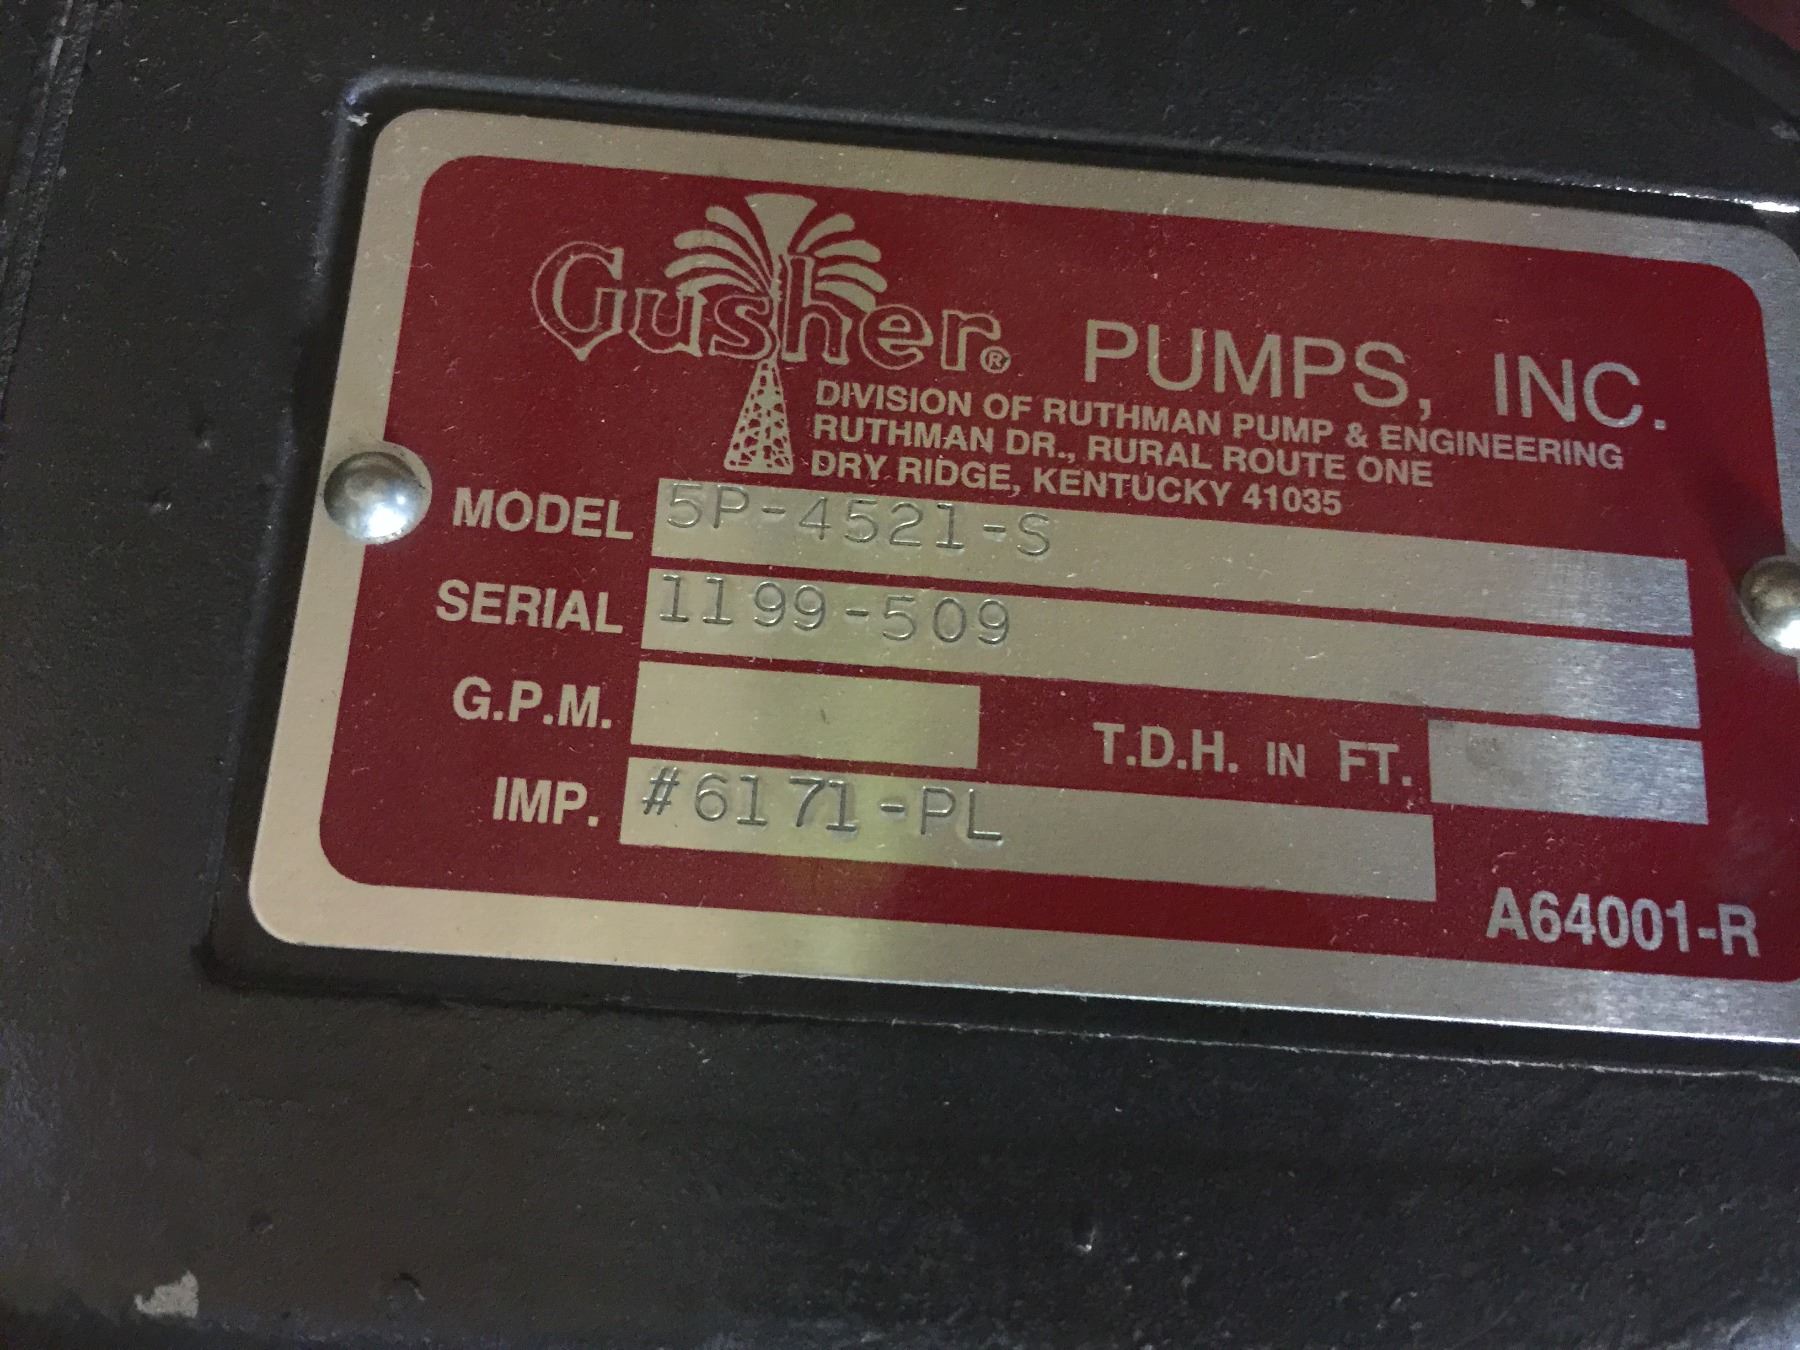 Gusher® PUMPS, INC.
DIVISION OF RUTHMAN PUMP & ENGINEERING
RUTHMAN DR., RURAL ROUTE ONE
DRY RIDGE, KENTUCKY 41035
MODEL 5P-4521-S
SERIAL 1199-509
G.P.M. T.D.H. IN FT.
IMP. #6171-PL
A64001-R